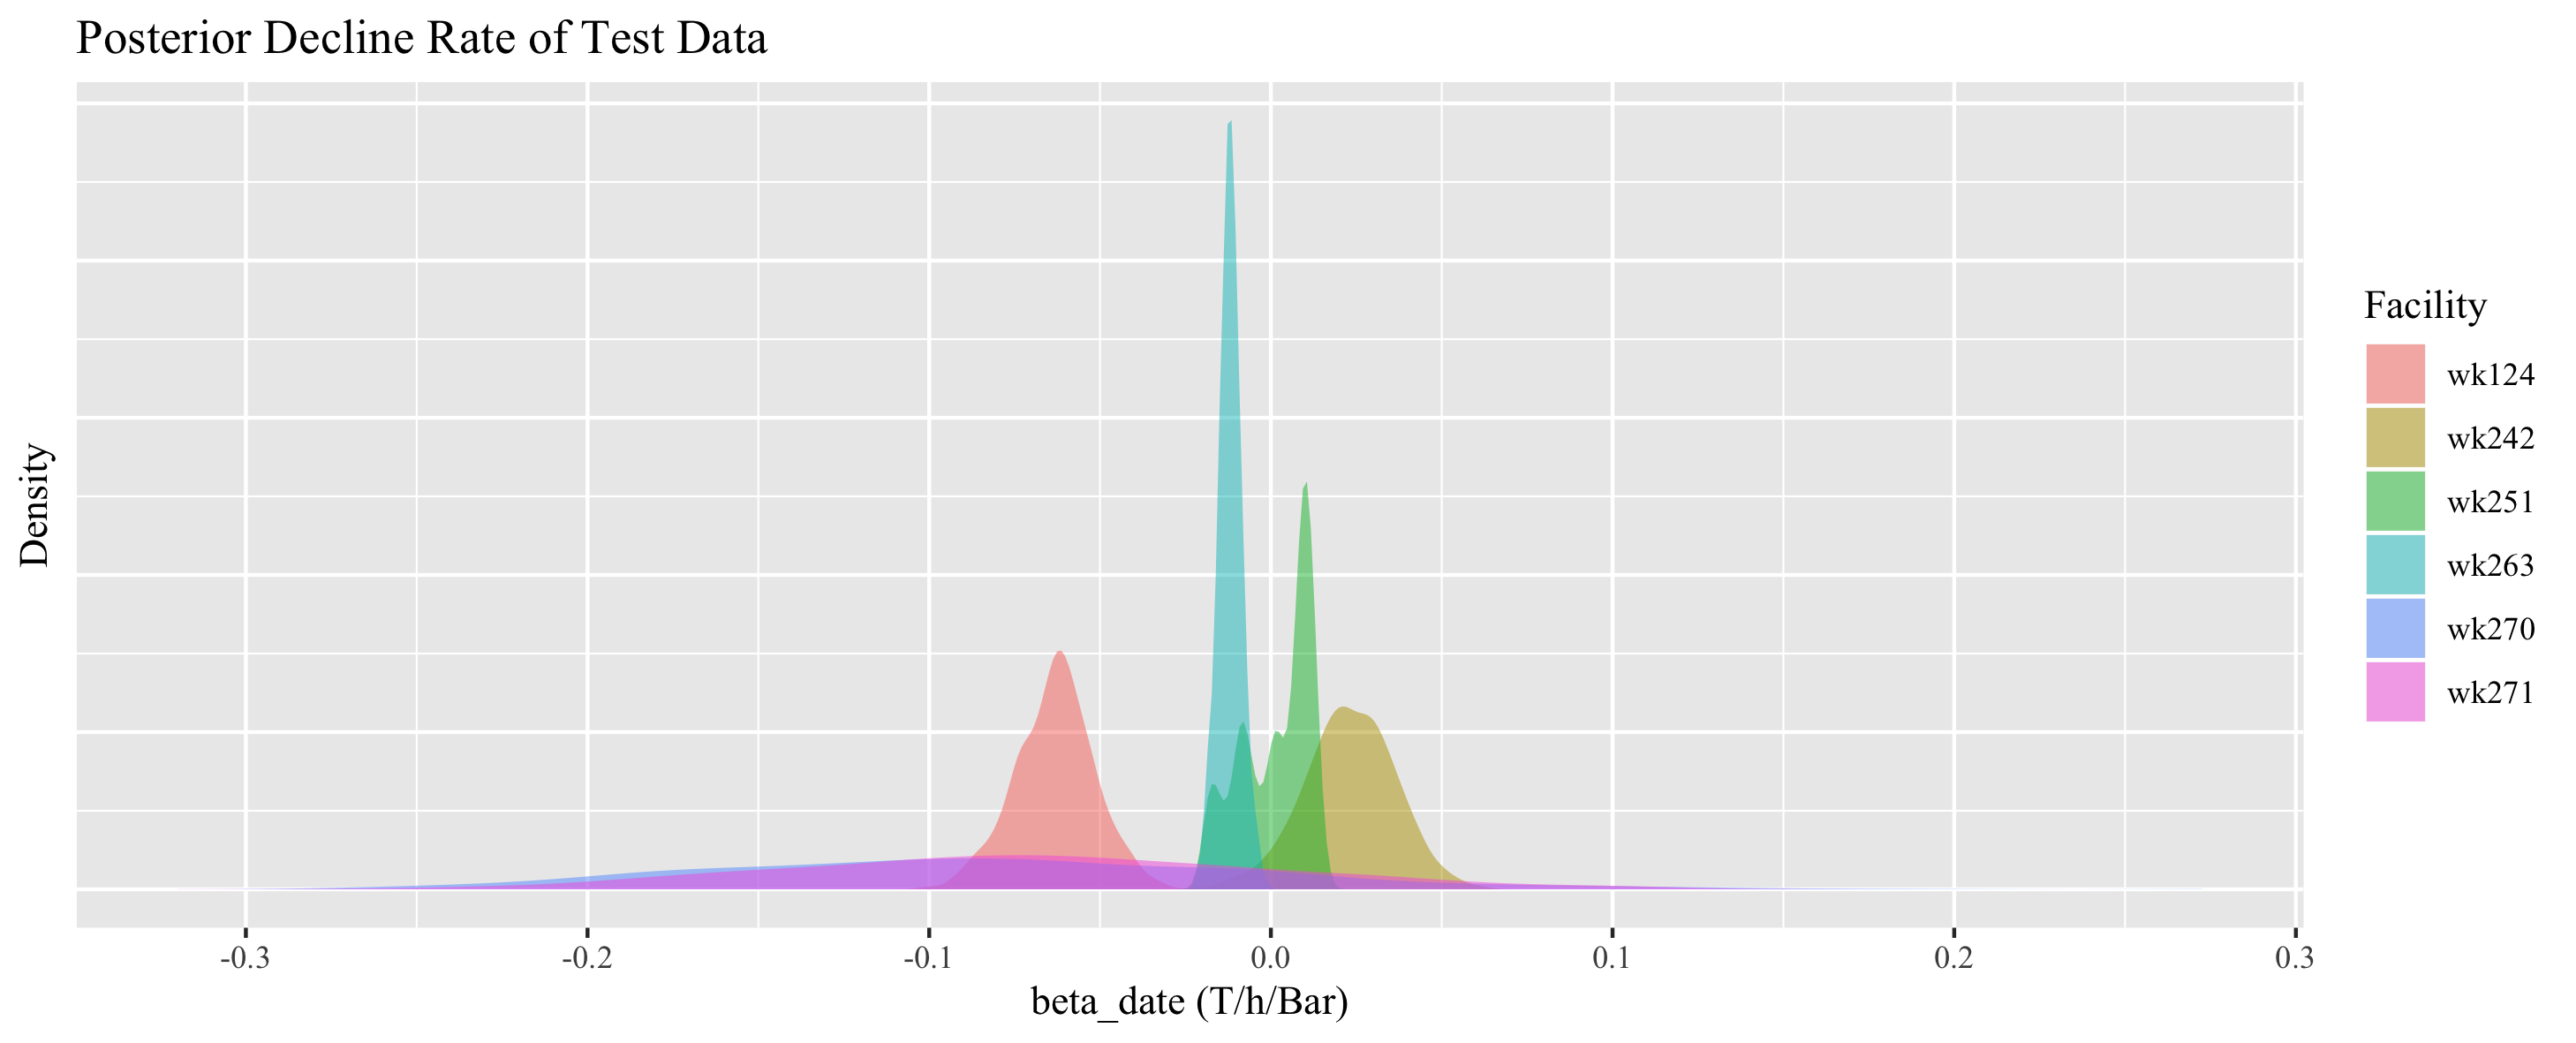 Posterior Decline Rate of Test Data
Density
-0.3
-0.2
-0.1
0.0
0.1
0.2
0.3
beta_date (T/h/Bar)
Facility
wk124
wk242
wk251
wk263
wk270
wk271